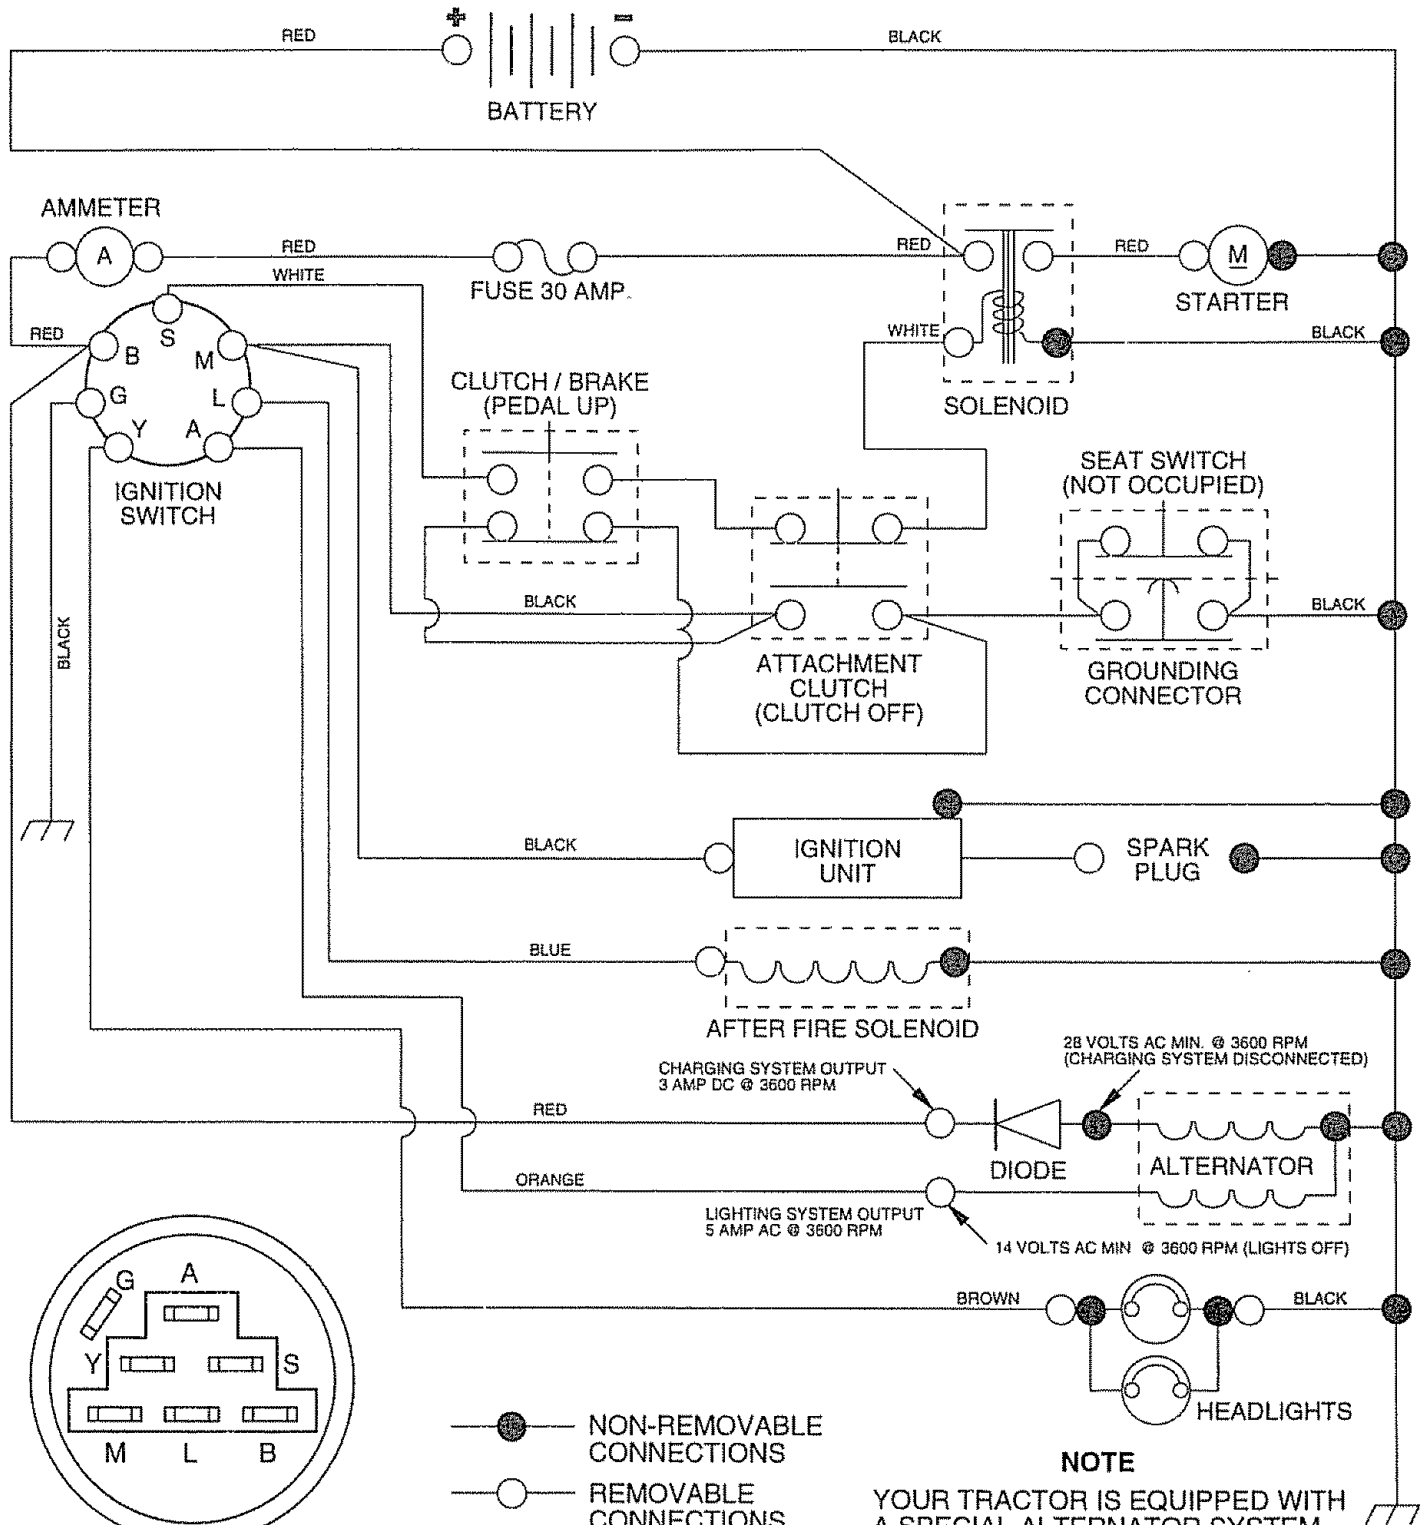 + -
RED
BLACK
BATTERY
AMMETER
A
RED
FUSE 30 AMP.
RED
RED
M
STARTER
WHITE
RED
S
B
M
G
L
Y
A
IGNITION
SWITCH
WHITE
BLACK
SOLENOID
CLUTCH / BRAKE
(PEDAL UP)
SEAT SWITCH
(NOT OCCUPIED)
BLACK
BLACK
BLACK
ATTACHMENT
CLUTCH
(CLUTCH OFF)
GROUNDING
CONNECTOR
BLACK
IGNITION
UNIT
SPARK
PLUG
BLUE
AFTER FIRE SOLENOID
28 VOLTS AC MIN. @ 3600 RPM
(CHARGING SYSTEM DISCONNECTED)
CHARGING SYSTEM OUTPUT
3 AMP DC @ 3600 RPM
RED
DIODE
ALTERNATOR
ORANGE
LIGHTING SYSTEM OUTPUT
5 AMP AC @ 3600 RPM
14 VOLTS AC MIN @ 3600 RPM (LIGHTS OFF)
BROWN
BLACK
HEADLIGHTS
G
A
Y
S
M
L
B
NON-REMOVABLE
CONNECTIONS
REMOVABLE
CONNECTIONS
NOTE
YOUR TRACTOR IS EQUIPPED WITH
A SPECIAL ALTERNATOR SYSTEM